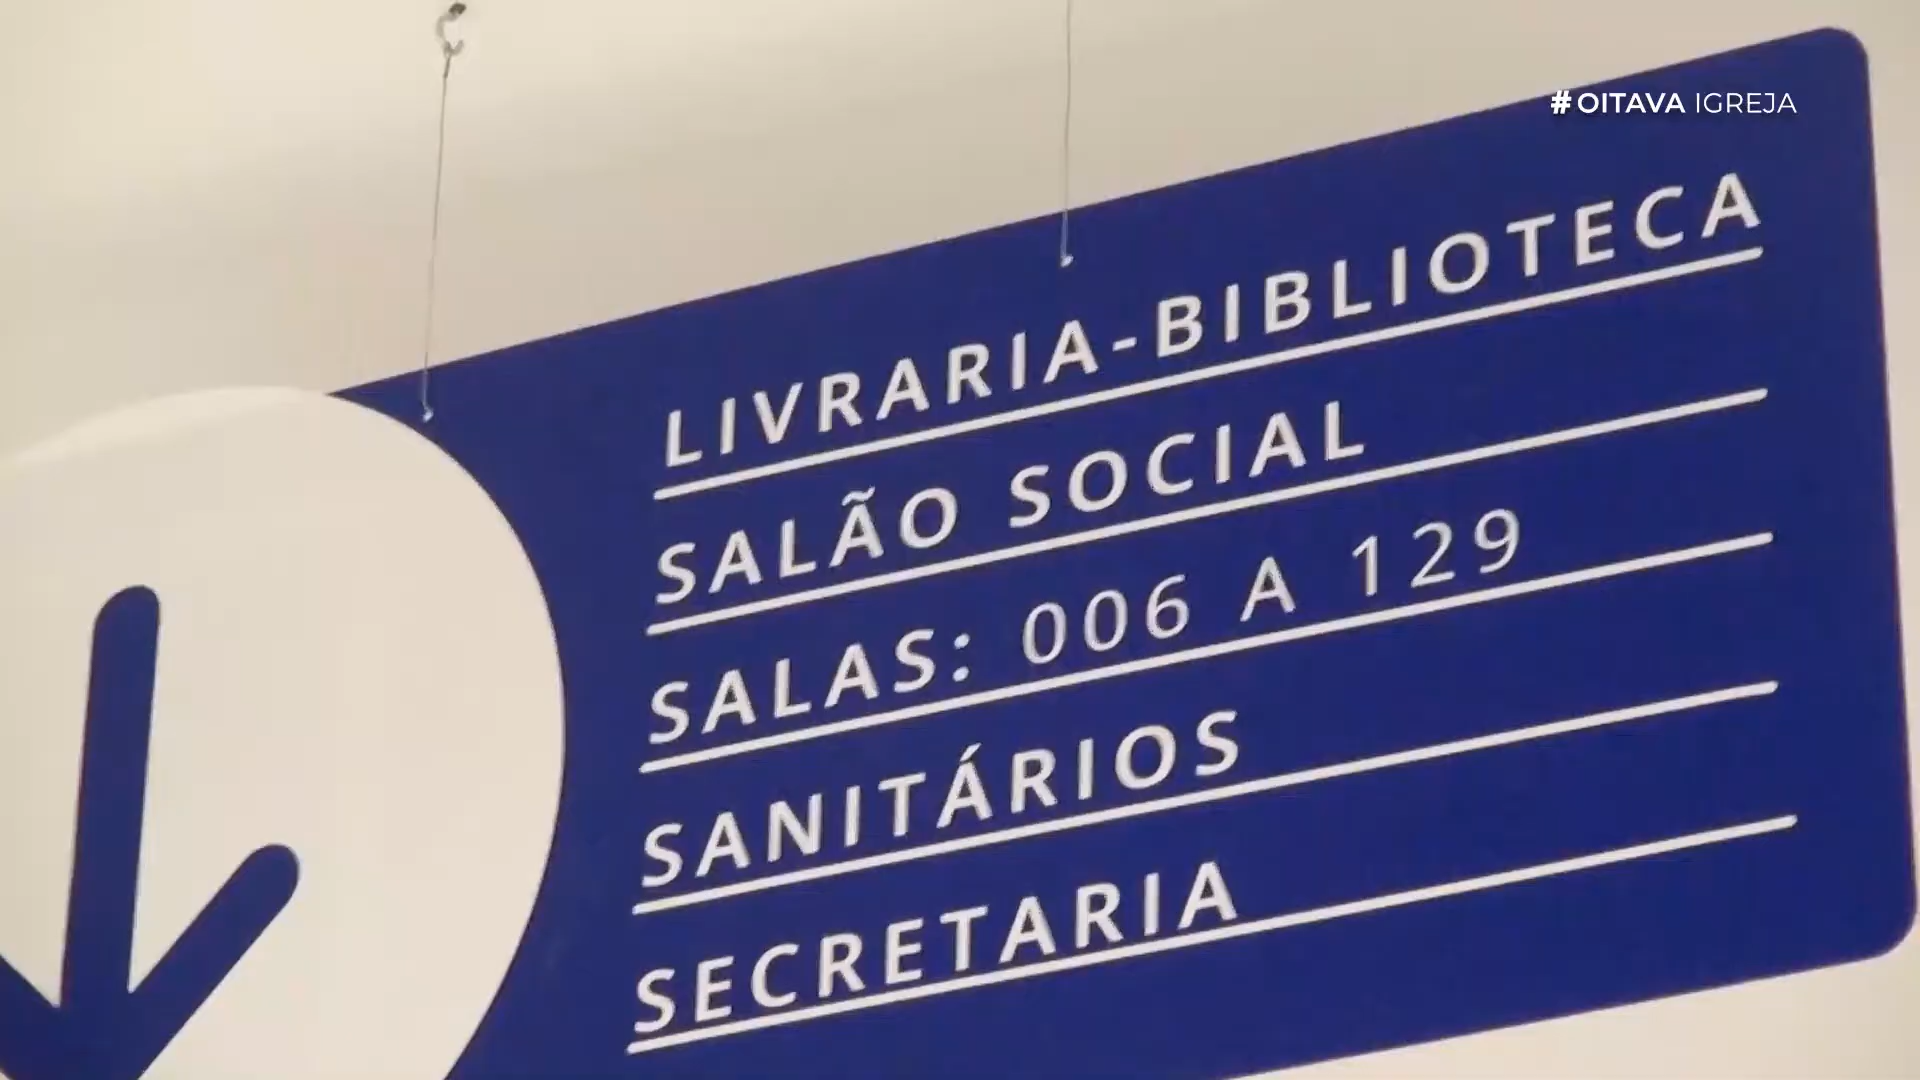 #OITAVA IGREJA
LIVRARIA-BIBLIOTECA
SALÃO SOCIAL
SALAS: 006 A 129
SANITÁRIOS
SECRETARIA